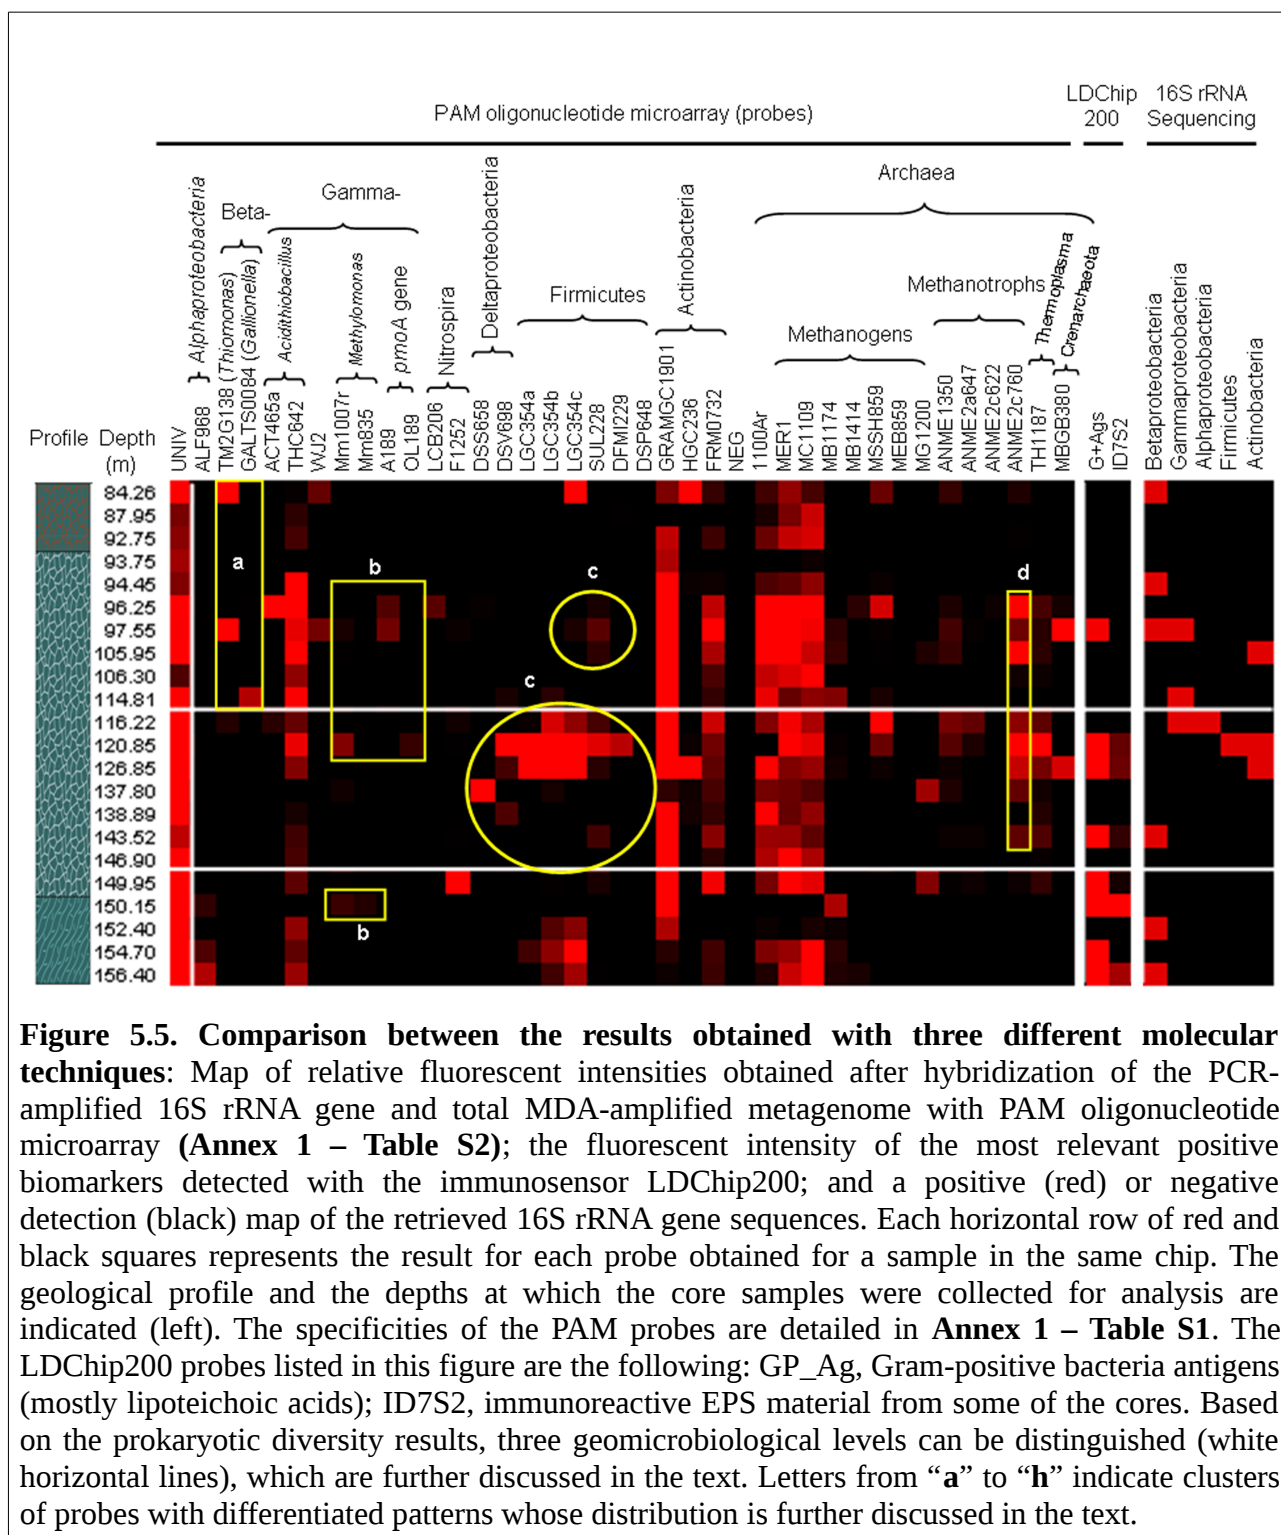 LDChip 16S rRNA
PAM oligonucleotide microarray (probes) 200 Sequencing
Archaea
Gamma-
Beta-
Alphaproteobacteria
Acidithiobacillus
Methylomonas
pmoA gene
Nitrospira
Deltaproteobacteria
Firmicutes
Actinobacteria
Methanogens
Methanotrophs
Thermoplasma
Crenarchaeota
Profile Depth
(m)
UNIV
ALF968
TM2G138 (Thiomonas)
GALTS0084 (Gallionella)
ACT465a
THC642
WJ2
Mm1007r
Mm835
A189
OL189
LCB206
F1252
DSS658
DSV698
LGC354a
LGC354b
LGC354c
SUL228
DFMI229
DSP648
GRAMGC1901
HGC236
FRM0732
NEG
1100Ar
MER1
MC1109
MB1174
MB1414
MSSH859
MEB859
MG1200
ANME1350
ANME2a647
ANME2c622
ANME2c760
TH1187
MBGB380
G+Ags
ID7S2
Betaproteobacteria
Gammaproteobacteria
Alphaproteobacteria
Firmicutes
Actinobacteria
84.26
87.95
92.75
93.75
a
94.45
b
c
d
96.25
97.55
105.95
106.30
c
114.81
116.22
120.85
126.85
137.80
138.89
143.52
146.90
149.95
150.15
152.40
b
154.70
156.40
Figure 5.5. Comparison between the results obtained with three different molecular
techniques: Map of relative fluorescent intensities obtained after hybridization of the PCR-
amplified 16S rRNA gene and total MDA-amplified metagenome with PAM oligonucleotide
microarray (Annex 1 – Table S2); the fluorescent intensity of the most relevant positive
biomarkers detected with the immunosensor LDChip200; and a positive (red) or negative
detection (black) map of the retrieved 16S rRNA gene sequences. Each horizontal row of red and
black squares represents the result for each probe obtained for a sample in the same chip. The
geological profile and the depths at which the core samples were collected for analysis are
indicated (left). The specificities of the PAM probes are detailed in Annex 1 – Table S1. The
LDChip200 probes listed in this figure are the following: GP_Ag, Gram-positive bacteria antigens
(mostly lipoteichoic acids); ID7S2, immunoreactive EPS material from some of the cores. Based
on the prokaryotic diversity results, three geomicrobiological levels can be distinguished (white
horizontal lines), which are further discussed in the text. Letters from “a” to “h” indicate clusters
of probes with differentiated patterns whose distribution is further discussed in the text.